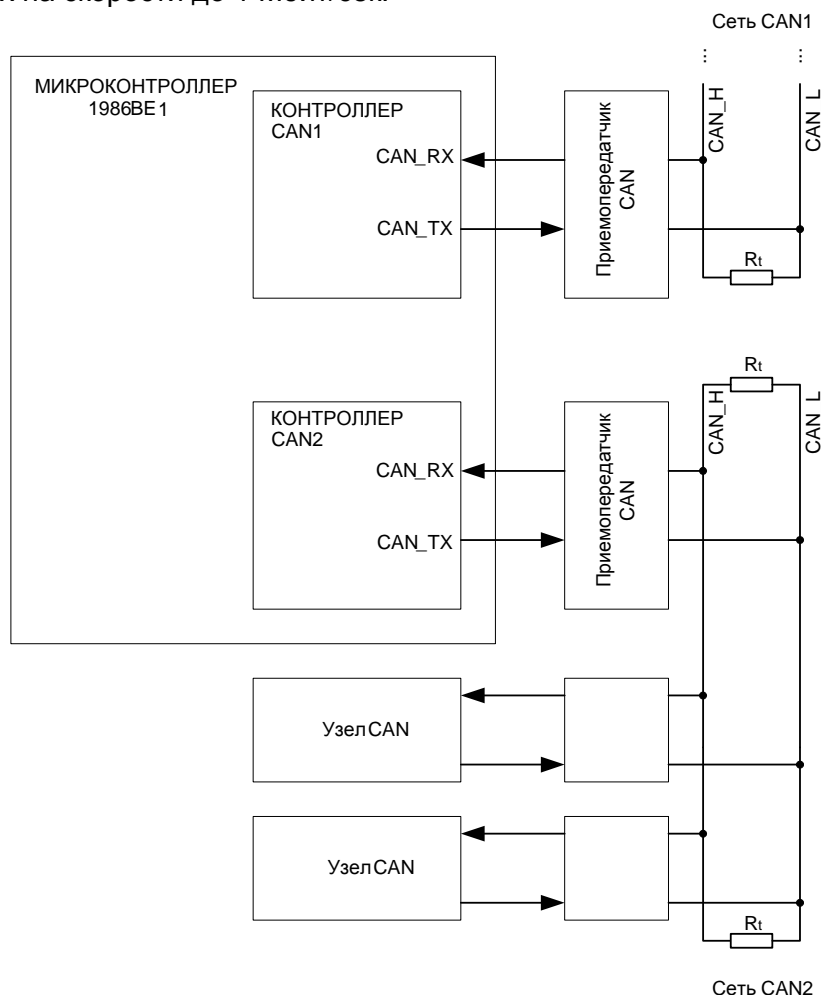 на скорости до 1 Мбит/сек.
Сеть CAN1
...
...
МИКРОКОНТРОЛЛЕР
1986ВЕ1
КОНТРОЛЛЕР
CAN1
CAN_RX
CAN_TX
Приемопередатчик
CAN
CAN_H
CAN_L
Rt
Rt
КОНТРОЛЛЕР
CAN2
CAN_RX
CAN_TX
Приемопередатчик
CAN
CAN_H
CAN_L
Узел CAN
Узел CAN
Rt
Сеть CAN2